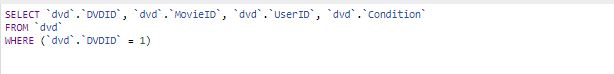 SELECT `dvd`.`DVDID`, `dvd`.`MovieID`, `dvd`.`UserID`, `dvd`.`Condition`
FROM `dvd`
WHERE (`dvd`.`DVDID` = 1)